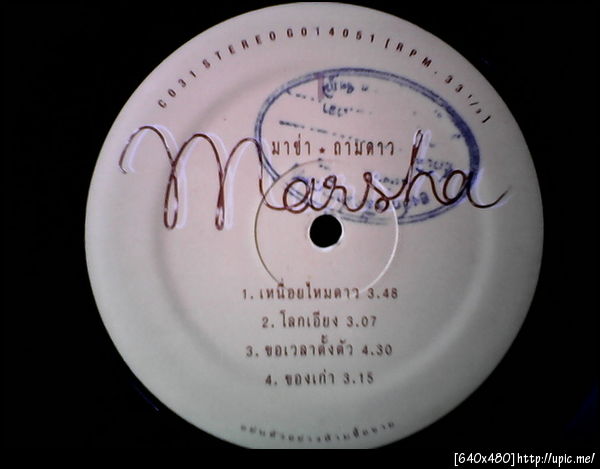 C031 STEREO G014051 [RPM. 33 1/3]
มาช่า ★ ถามดาว
Marsha
1. เหนื่อยไหมดาว 3.48
2. โลกเอียง 3.07
3. ขอเวลาตั้งตัว 4.30
4. ของเก่า 3.15
[640x480]http://upic.me/